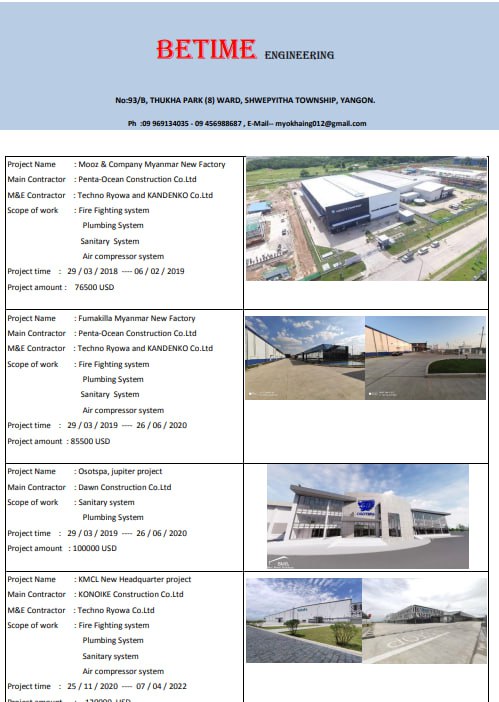 BETIME ENGINEERING
No:93/B, THUKHA PARK (8) WARD, SHWEPYITHA TOWNSHIP, YANGON.
Ph :09 969134035 - 09 456988687 , E-Mail-- myokhaing012@gmail.com
Project Name : Mooz & Company Myanmar New Factory
Main Contractor : Penta-Ocean Construction Co.Ltd
M&E Contractor : Techno Ryowa and KANDENKO Co.Ltd
Scope of work : Fire Fighting system
Plumbing System
Sanitary System
Air compressor system
Project time : 29 / 03 / 2018 ---- 06 / 02 / 2019
Project amount : 76500 USD
Project Name : Fumakilla Myanmar New Factory
Main Contractor : Penta-Ocean Construction Co.Ltd
M&E Contractor : Techno Ryowa and KANDENKO Co.Ltd
Scope of work : Fire Fighting system
Plumbing System
Sanitary System
Air compressor system
Project time : 29 / 03 / 2019 ---- 26 / 06 / 2020
Project amount : 85500 USD
Project Name : Osotspa, jupiter project
Main Contractor : Dawn Construction Co.Ltd
Scope of work : Sanitary system
Plumbing System
Project time : 29 / 03 / 2019 ---- 26 / 06 / 2020
Project amount : 100000 USD
Project Name : KMCL New Headquarter project
Main Contractor : KONOIKE Construction Co.Ltd
M&E Contractor : Techno Ryowa Co.Ltd
Scope of work : Fire Fighting system
Plumbing System
Sanitary system
Air compressor system
Project time : 25 / 11 / 2020 ---- 07 / 04 / 2022